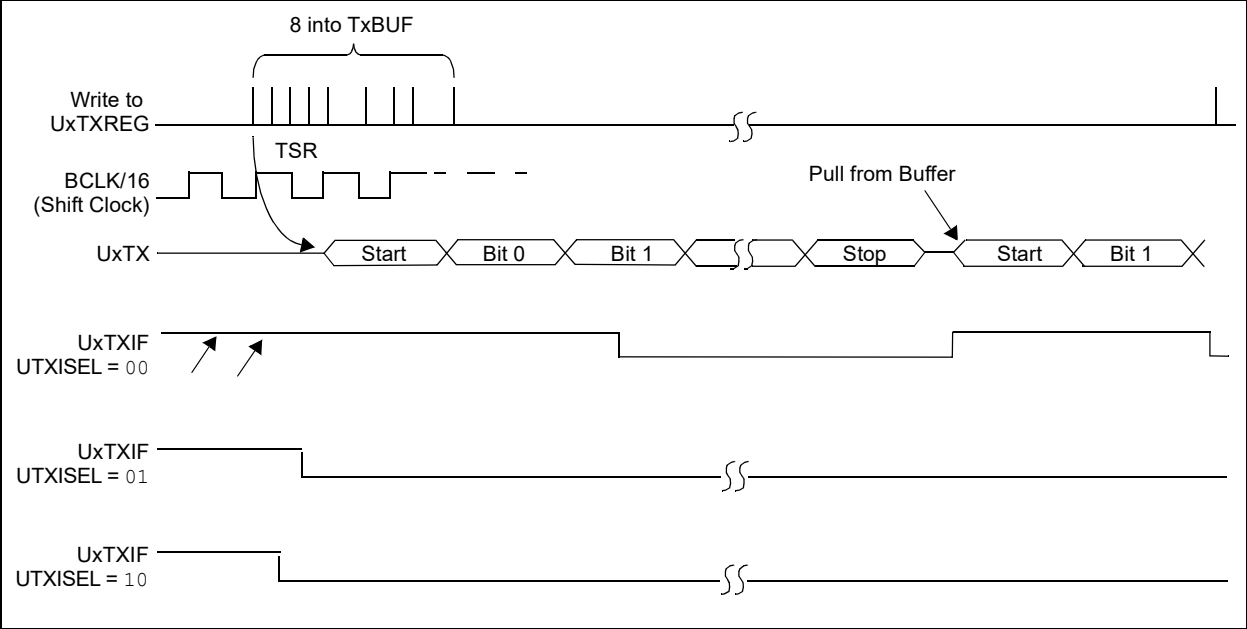 8 into TxBUF
Write to
UxTXREG
TSR
BCLK/16
(Shift Clock)
Pull from Buffer
UxTX
Start
Bit 0
Bit 1
Stop
Start
Bit 1
UxTXIF
UTXISEL = 00
UxTXIF
UTXISEL = 01
UxTXIF
UTXISEL = 10